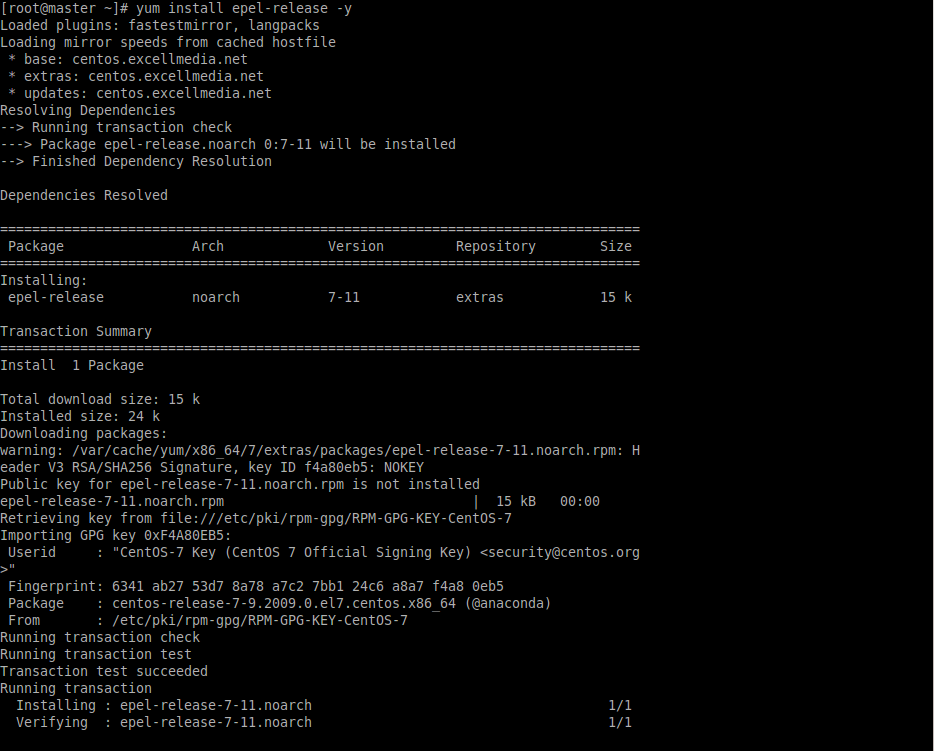 [root@master ~]# yum install epel-release -y
Loaded plugins: fastestmirror, langpacks
Loading mirror speeds from cached hostfile
 * base: centos.excellmedia.net
 * extras: centos.excellmedia.net
 * updates: centos.excellmedia.net
Resolving Dependencies
--> Running transaction check
---> Package epel-release.noarch 0:7-11 will be installed
--> Finished Dependency Resolution

Dependencies Resolved

================================================================================
 Package                Arch             Version         Repository        Size
================================================================================
Installing:
 epel-release           noarch           7-11            extras            15 k

Transaction Summary
================================================================================
Install  1 Package

Total download size: 15 k
Installed size: 24 k
Downloading packages:
warning: /var/cache/yum/x86_64/7/extras/packages/epel-release-7-11.noarch.rpm: H
eader V3 RSA/SHA256 Signature, key ID f4a80eb5: NOKEY
Public key for epel-release-7-11.noarch.rpm is not installed
epel-release-7-11.noarch.rpm                               |  15 kB   00:00
Retrieving key from file:///etc/pki/rpm-gpg/RPM-GPG-KEY-CentOS-7
Importing GPG key 0xF4A80EB5:
 Userid     : "CentOS-7 Key (CentOS 7 Official Signing Key) <security@centos.org
>"
 Fingerprint: 6341 ab27 53d7 8a78 a7c2 7bb1 24c6 a8a7 f4a8 0eb5
 Package    : centos-release-7-9.2009.0.el7.centos.x86_64 (@anaconda)
 From       : /etc/pki/rpm-gpg/RPM-GPG-KEY-CentOS-7
Running transaction check
Running transaction test
Transaction test succeeded
Running transaction
  Installing : epel-release-7-11.noarch                                     1/1
  Verifying  : epel-release-7-11.noarch                                     1/1